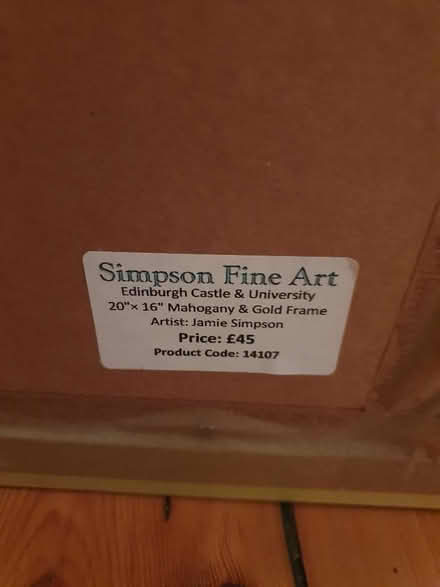 Simpson Fine Art
Edinburgh Castle & University
20"× 16" Mahogany & Gold Frame
Artist: Jamie Simpson
Price: £45
Product Code: 14107